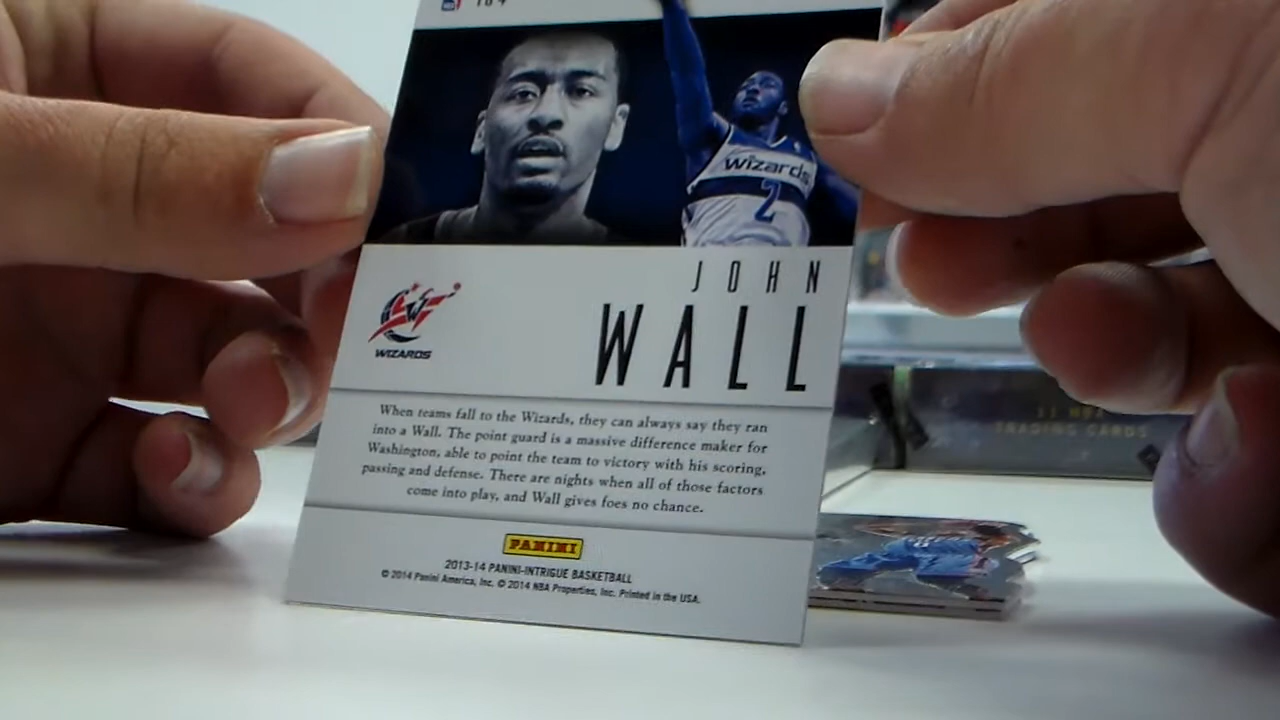 wizards
2
JOHN
WALL
WIZARDS
When teams fall to the Wizards, they can always say they ran
into a Wall. The point guard is a massive difference maker for
Washington, able to point the team to victory with his scoring,
passing and defense. There are nights when all of those factors
come into play, and Wall gives foes no chance.
PANINI
2013-14 PANINI-INTRIGUE BASKETBALL
© 2014 Panini America, Inc. © 2014 NBA Properties, Inc. Printed in the USA.
11 NBA
TRADING CARDS